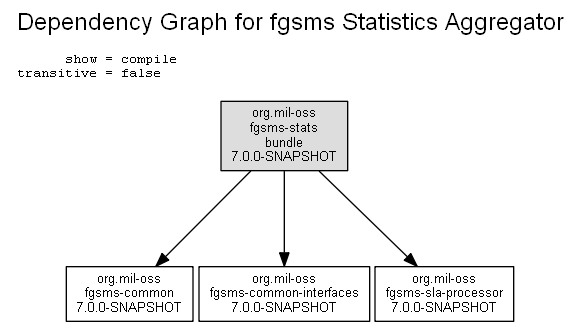 Dependency Graph for fgsms Statistics Aggregator
show = compile
transitive = false
org.mil-oss
fgsms-stats
bundle
7.0.0-SNAPSHOT
org.mil-oss
fgsms-common
7.0.0-SNAPSHOT
org.mil-oss
fgsms-common-interfaces
7.0.0-SNAPSHOT
org.mil-oss
fgsms-sla-processor
7.0.0-SNAPSHOT